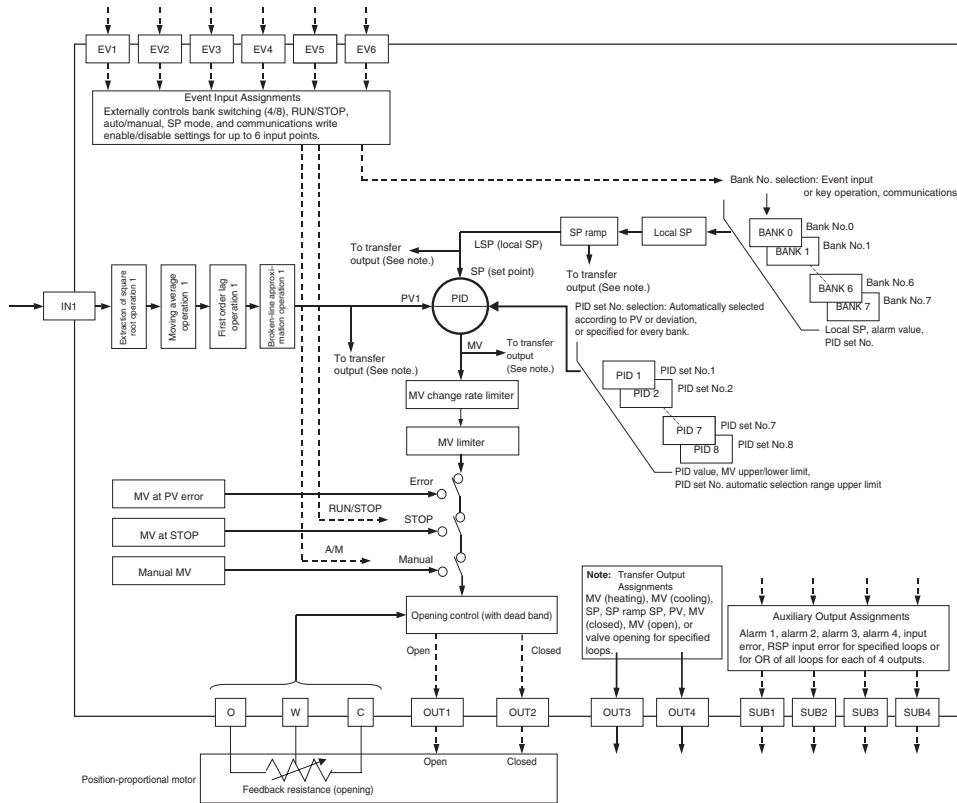 EV1 EV2 EV3 EV4 EV5 EV6
Event Input Assignments
Externally controls bank switching (4/8), RUN/STOP,
auto/manual, SP mode, and communications write
enable/disable settings for up to 6 input points.
Bank No. selection: Event input
or key operation, communications
BANK 0
Bank No.0
BANK 1
Bank No.1
BANK 6
Bank No.6
BANK 7
Bank No.7
Local SP, alarm value,
PID set No.
Local SP
SP ramp
LSP (local SP)
To transfer
output (See note.)
To transfer
output (See note.)
SP (set point)
IN1
Extraction of square
root operation 1
Moving average
operation 1
First order lag
operation 1
Broken-line approxi-
mation operation 1
PV1
PID
To transfer
output (See note.)
MV
To transfer
output
(See note.)
PID set No. selection: Automatically selected
according to PV or deviation,
or specified for every bank.
PID 1
PID set No.1
PID 2
PID set No.2
PID 7
PID set No.7
PID 8
PID set No.8
PID value, MV upper/lower limit,
PID set No. automatic selection range upper limit
MV change rate limiter
MV limiter
MV at PV error
Error
RUN/STOP
MV at STOP
STOP
A/M
Manual MV
Manual
Opening control (with dead band)
Open
Closed
Note: Transfer Output
Assignments
MV (heating), MV (cooling),
SP, SP ramp SP, PV, MV
(closed), MV (open), or
valve opening for specified
loops.
Auxiliary Output Assignments
Alarm 1, alarm 2, alarm 3, alarm 4, input
error, RSP input error for specified loops or
for OR of all loops for each of 4 outputs.
O W C OUT1 OUT2 OUT3 OUT4 SUB1 SUB2 SUB3 SUB4
Open
Closed
Position-proportional motor
Feedback resistance (opening)